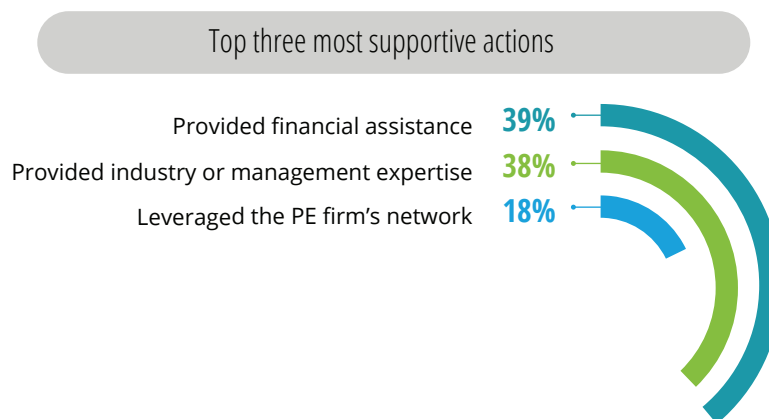 Top three most supportive actions
Provided financial assistance 39%
Provided industry or management expertise 38%
Leveraged the PE firm’s network 18%